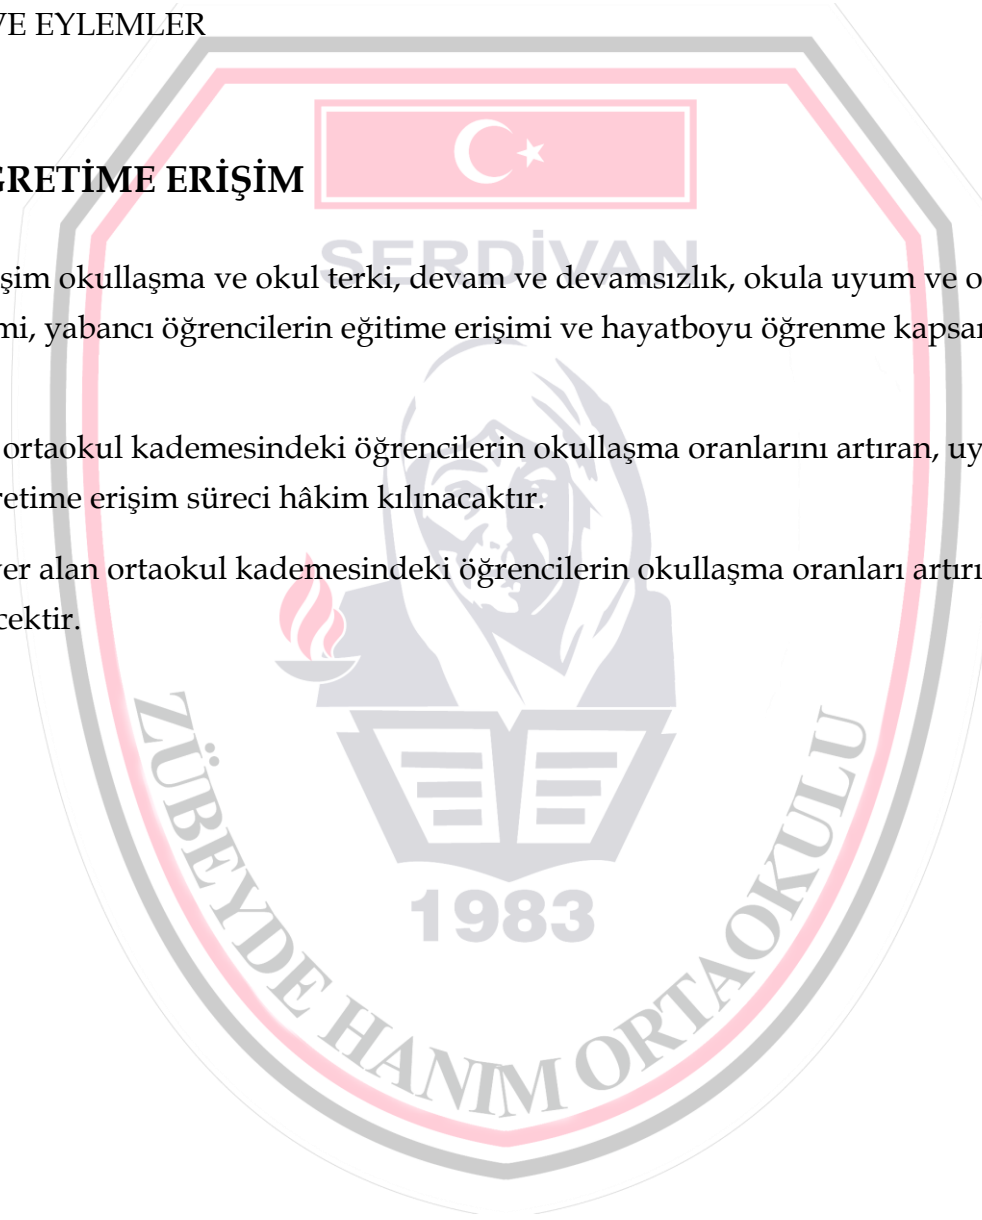 VE EYLEMLER
ĞRETİME ERİŞİM
SERDİVAN
şim okullaşma ve okul terki, devam ve devamsızlık, okula uyum ve o
mi, yabancı öğrencilerin eğitime erişimi ve hayatboyu öğrenme kapsa
ortaokul kademesindeki öğrencilerin okullaşma oranlarını artıran, uy
retime erişim süreci hâkim kılınacaktır.
er alan ortaokul kademesindeki öğrencilerin okullaşma oranları artırı
cektir.
1983
ZÜBEYDE HANIM ORTAOKULU